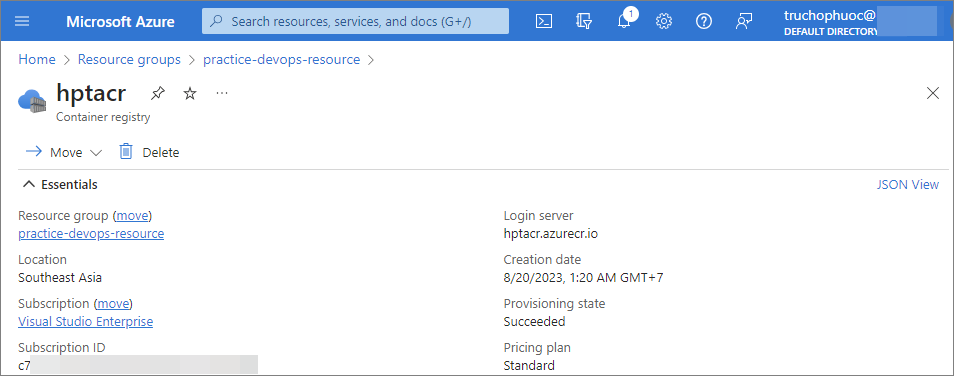 Microsoft Azure
Search resources, services, and docs (G+/)
1
truchophuoc@
DEFAULT DIRECTORY
Home > Resource groups > practice-devops-resource >
hptacr
Container registry
Move
Delete
Essentials
JSON View
Resource group (move)
practice-devops-resource
Location
Southeast Asia
Subscription (move)
Visual Studio Enterprise
Subscription ID
c7
Login server
hptacr.azurecr.io
Creation date
8/20/2023, 1:20 AM GMT+7
Provisioning state
Succeeded
Pricing plan
Standard